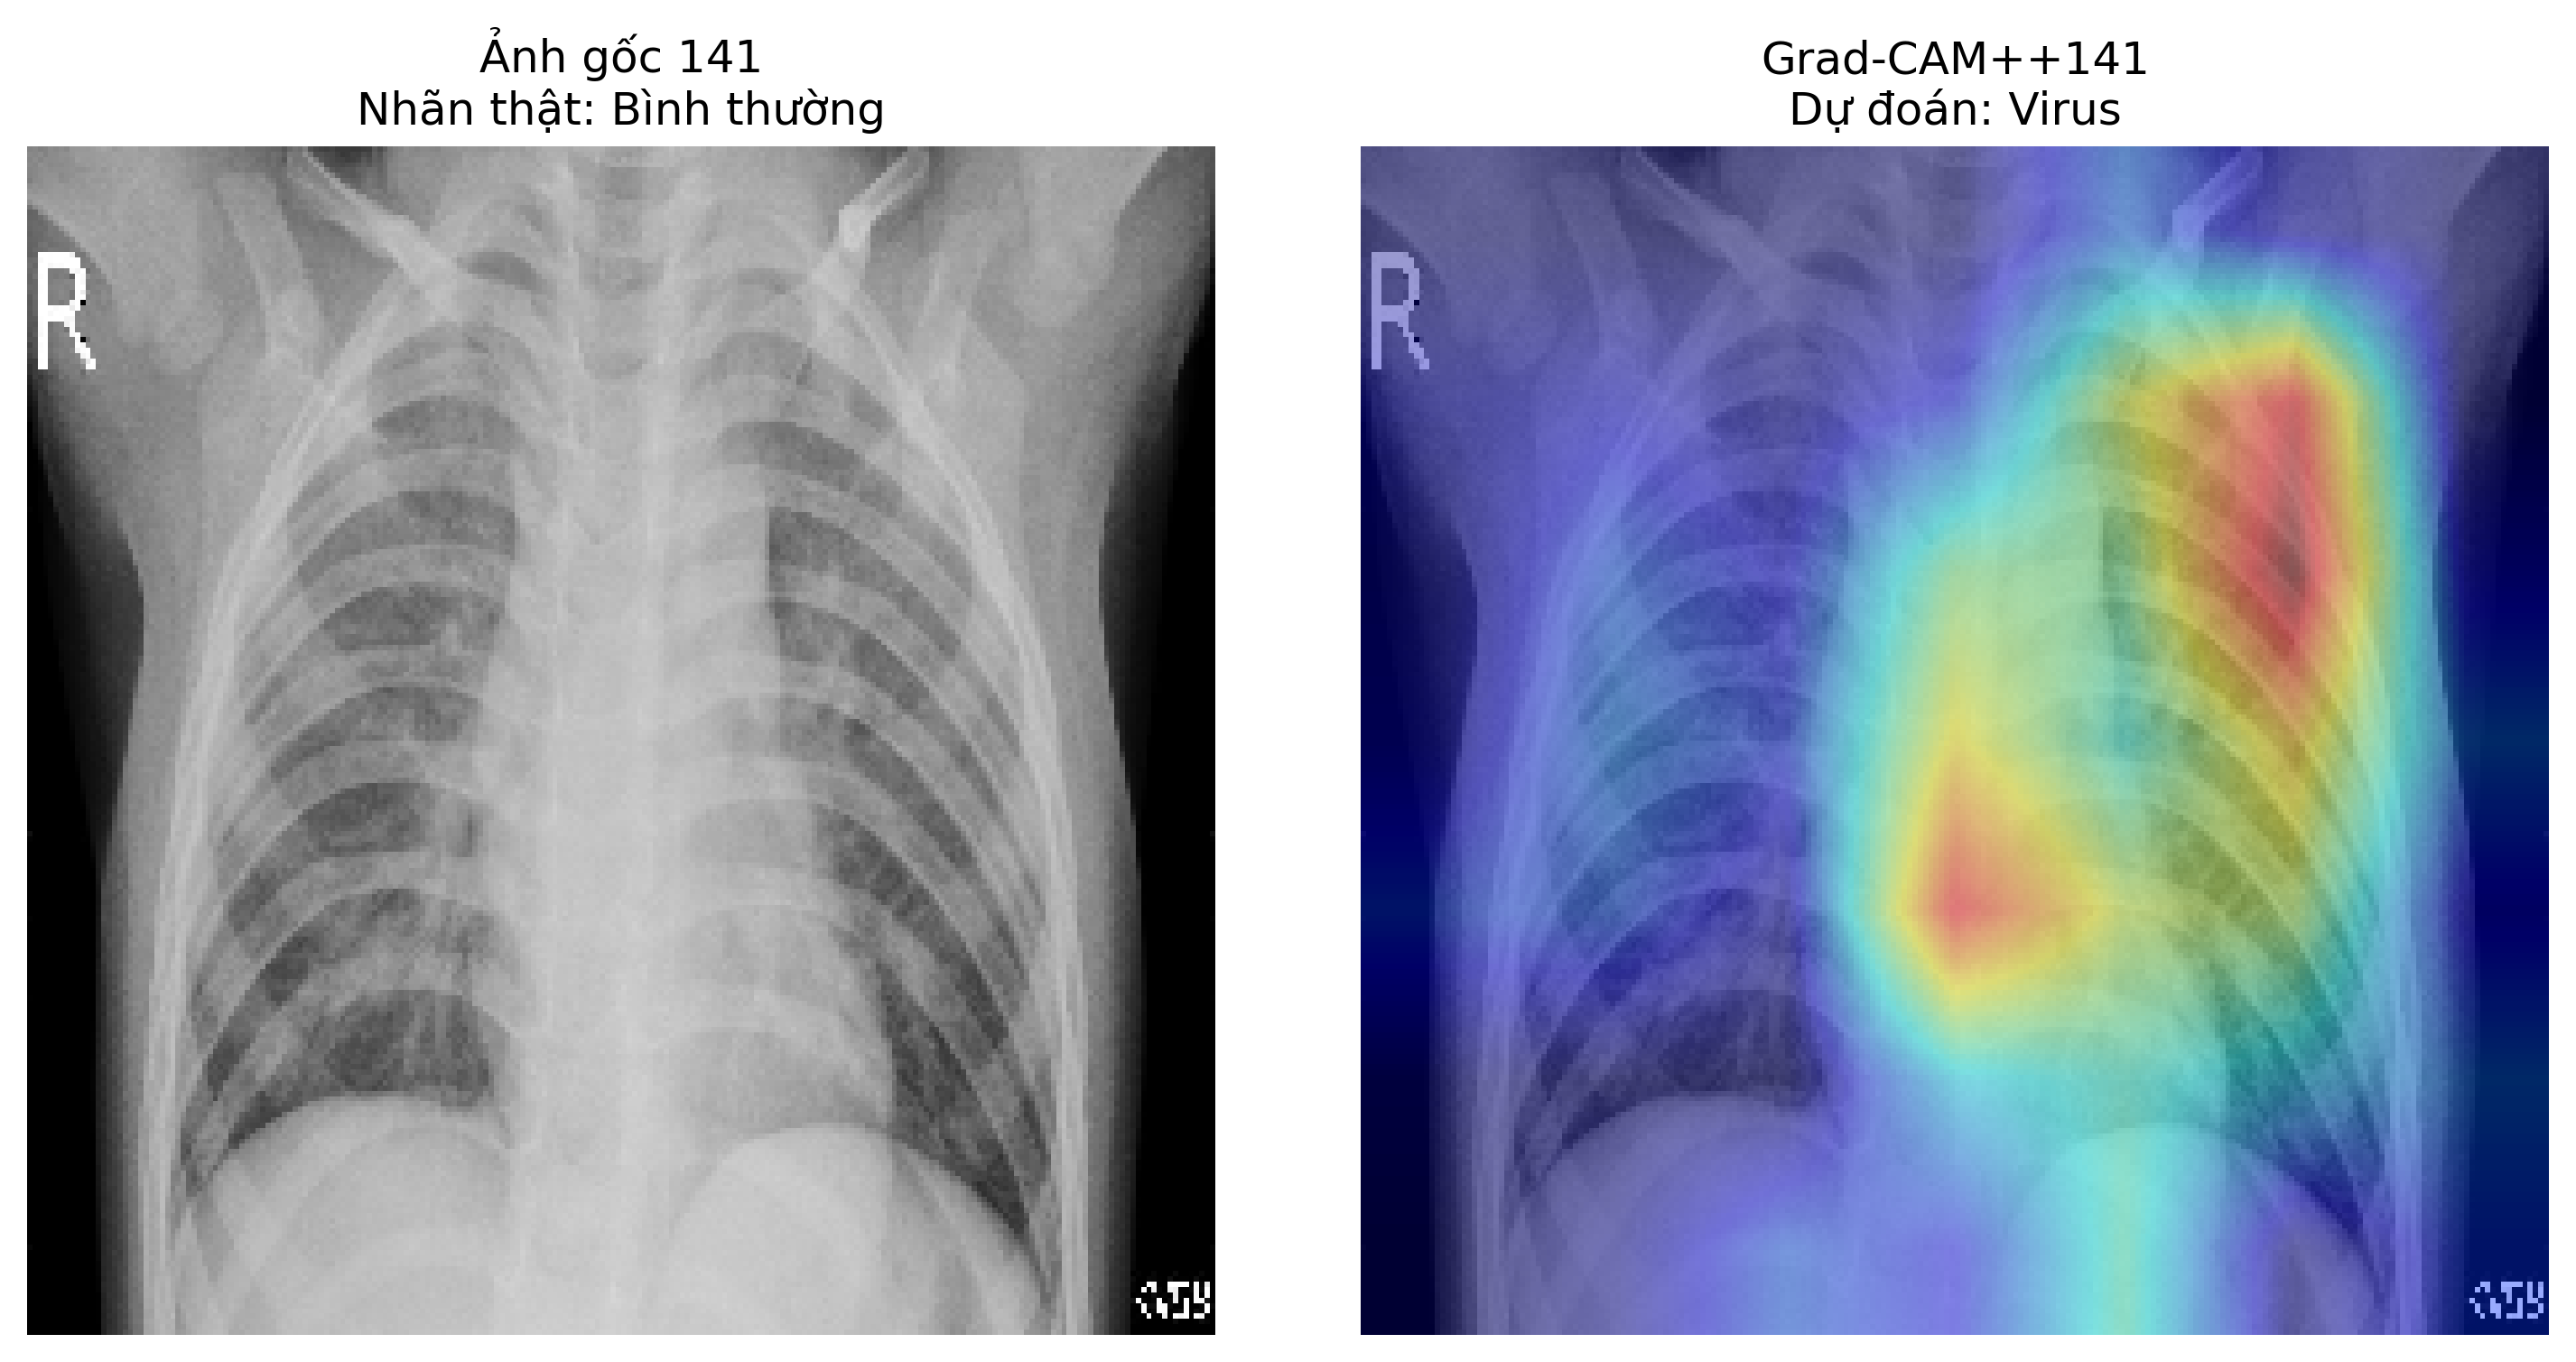 Ảnh gốc 141
Nhãn thật: Bình thường
Grad-CAM++141
Dự đoán: Virus
R
R